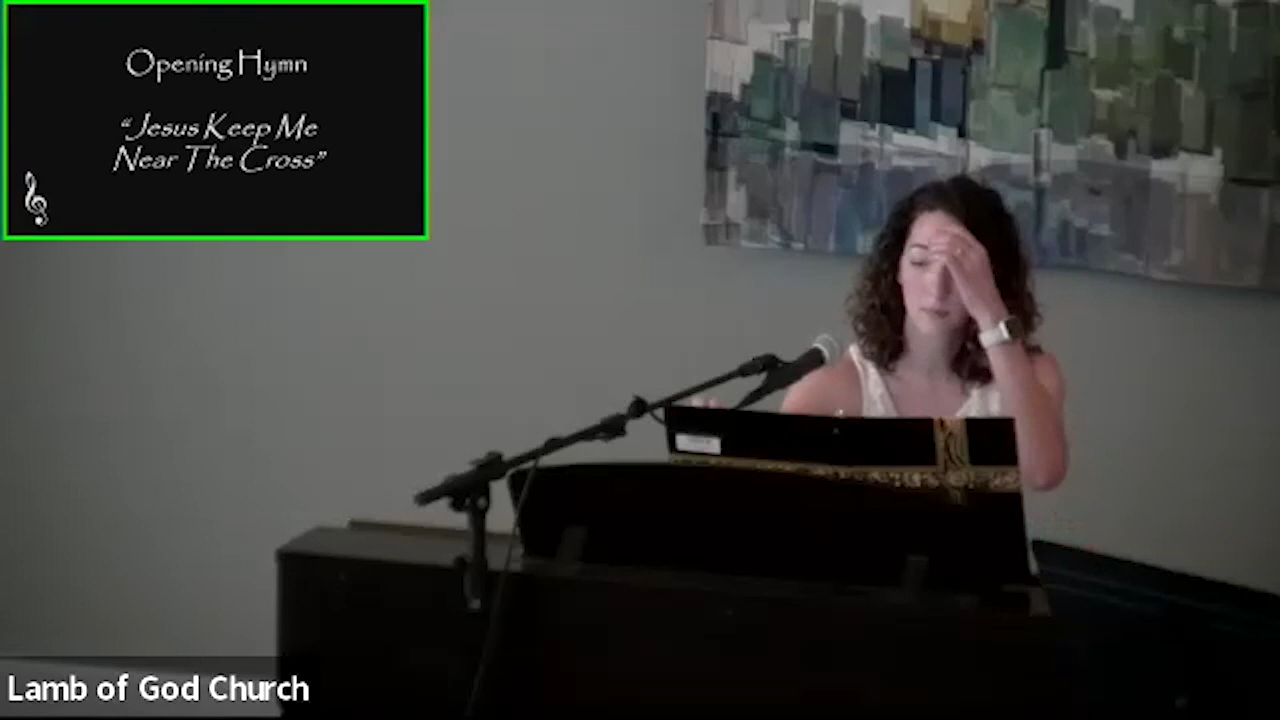 Opening Hymn
“Jesus Keep Me
Near The Cross”
Lamb of God Church